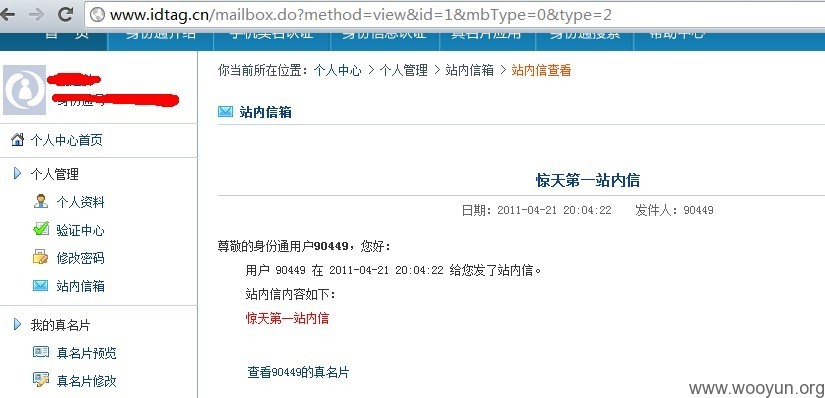 www.idtag.cn/mailbox.do?method=view&id=1&mbType=0&type=2
首 页 身份通介绍 手机实名认证 身份信息认证 真名片应用 身份通搜索 帮助中心
你当前所在位置: 个人中心 > 个人管理 > 站内信箱 > 站内信查看
身份通号
站内信箱
个人中心首页
个人管理
个人资料
验证中心
修改密码
站内信箱
我的真名片
真名片预览
真名片修改
惊天第一站内信
日期: 2011-04-21 20:04:22 发件人: 90449
尊敬的身份通用户90449，您好:
用户 90449 在 2011-04-21 20:04:22 给您发了站内信。
站内信内容如下:
惊天第一站内信
查看90449的真名片
www.wooyun.org